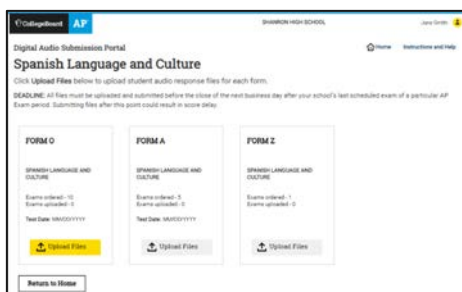 CollegeBoard AP
SHANNON HIGH SCHOOL
Jane Smith
Digital Audio Submission Portal
Home Instructions and Help
Spanish Language and Culture
Click Upload Files below to upload student audio response files for each form.
DEADLINE: All files must be uploaded and submitted before the close of the next business day after your school's last scheduled exam of a particular AP
Exam period. Submitting files after this point could result in score delay.
FORM O
SPANISH LANGUAGE AND
CULTURE
Exams ordered - 10
Exams uploaded - 0
Test Date: MM/DD/YYYY
Upload Files
FORM A
SPANISH LANGUAGE AND
CULTURE
Exams ordered - 5
Exams uploaded - 0
Test Date: MM/DD/YYYY
Upload Files
FORM Z
SPANISH LANGUAGE AND
CULTURE
Exams ordered - 1
Exams uploaded - 0
Upload Files
Return to Home